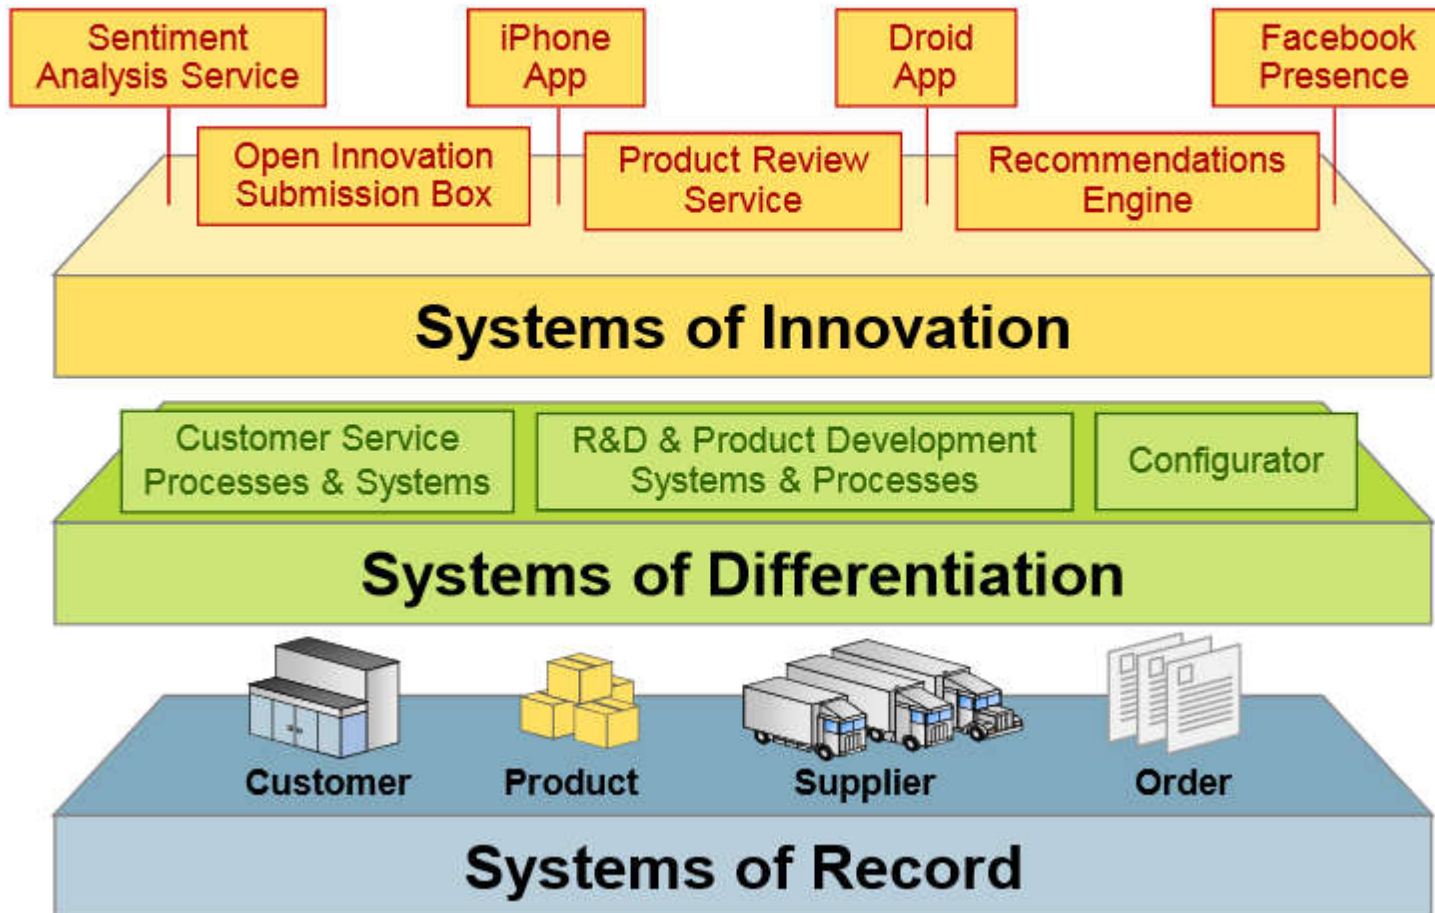 Sentiment
Analysis Service
iPhone
App
Droid
App
Facebook
Presence
Open Innovation
Submission Box
Product Review
Service
Recommendations
Engine
Systems of Innovation
Customer Service
Processes & Systems
R&D & Product Development
Systems & Processes
Configurator
Systems of Differentiation
Customer
Product
Supplier
Order
Systems of Record